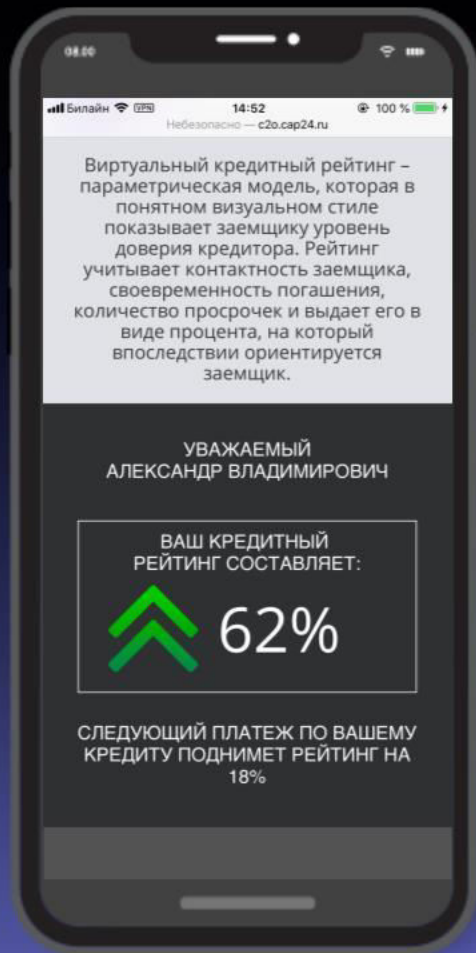 08.00
Билайн VPN 14:52 100 %
Небезопасно — c2o.cap24.ru
Виртуальный кредитный рейтинг –
параметрическая модель, которая в
понятном визуальном стиле
показывает заемщику уровень
доверия кредитора. Рейтинг
учитывает контактность заемщика,
своевременность погашения,
количество просрочек и выдает его в
виде процента, на который
впоследствии ориентируется
заемщик.
УВАЖАЕМЫЙ
АЛЕКСАНДР ВЛАДИМИРОВИЧ
ВАШ КРЕДИТНЫЙ
РЕЙТИНГ СОСТАВЛЯЕТ:
62%
СЛЕДУЮЩИЙ ПЛАТЕЖ ПО ВАШЕМУ
КРЕДИТУ ПОДНИМЕТ РЕЙТИНГ НА
18%